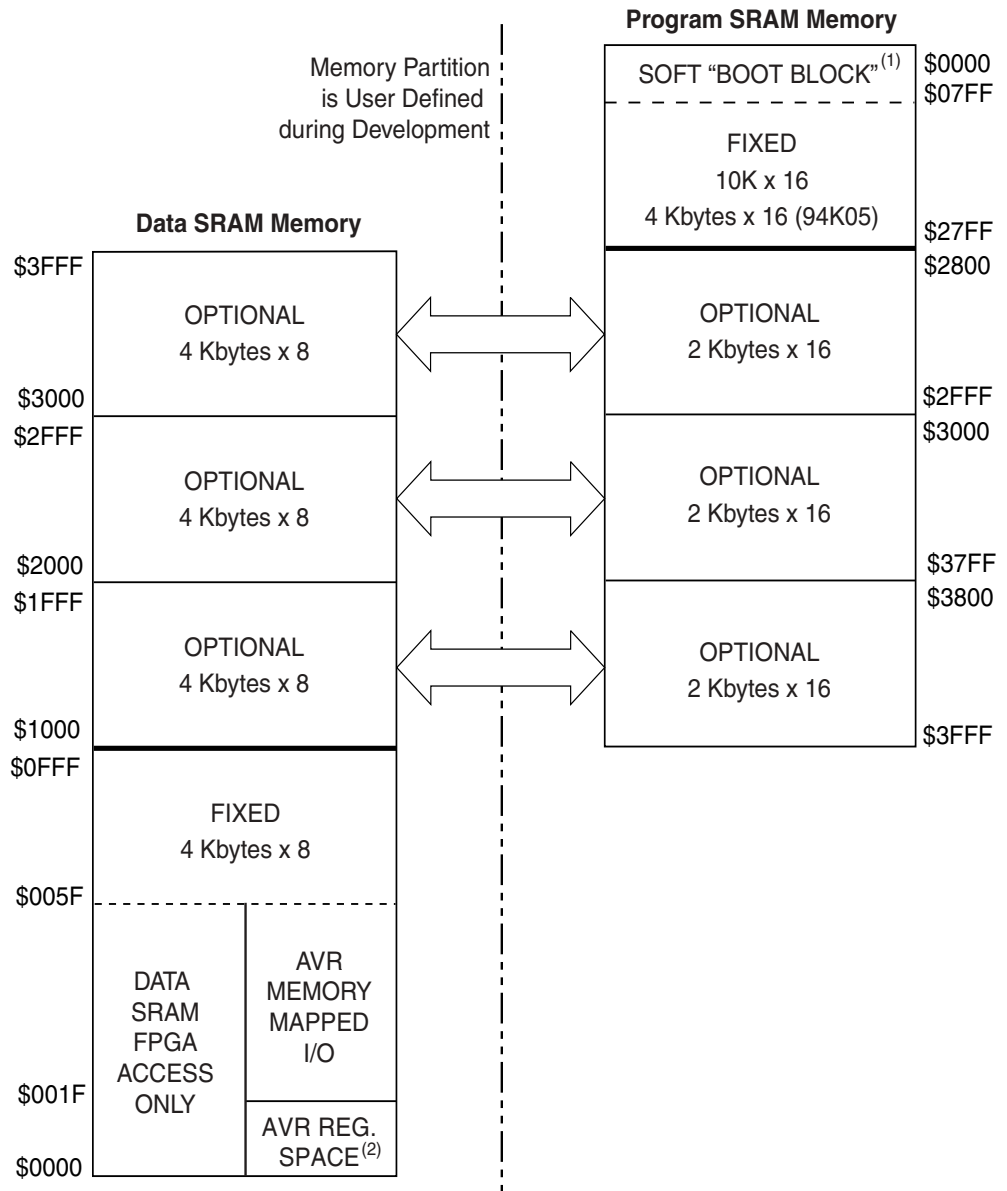 Program SRAM Memory
Memory Partition
is User Defined
during Development
SOFT “BOOT BLOCK”(1)
$0000
$07FF
FIXED
10K x 16
4 Kbytes x 16 (94K05)
$27FF
Data SRAM Memory
$3FFF
OPTIONAL
4 Kbytes x 8
$3000
$2800
OPTIONAL
2 Kbytes x 16
$2FFF
$2FFF
OPTIONAL
4 Kbytes x 8
$2000
$3000
OPTIONAL
2 Kbytes x 16
$37FF
$1FFF
OPTIONAL
4 Kbytes x 8
$1000
$3800
OPTIONAL
2 Kbytes x 16
$3FFF
$0FFF
FIXED
4 Kbytes x 8
$005F
DATA
SRAM
FPGA
ACCESS
ONLY
AVR
MEMORY
MAPPED
I/O
$001F
AVR REG.
SPACE(2)
$0000